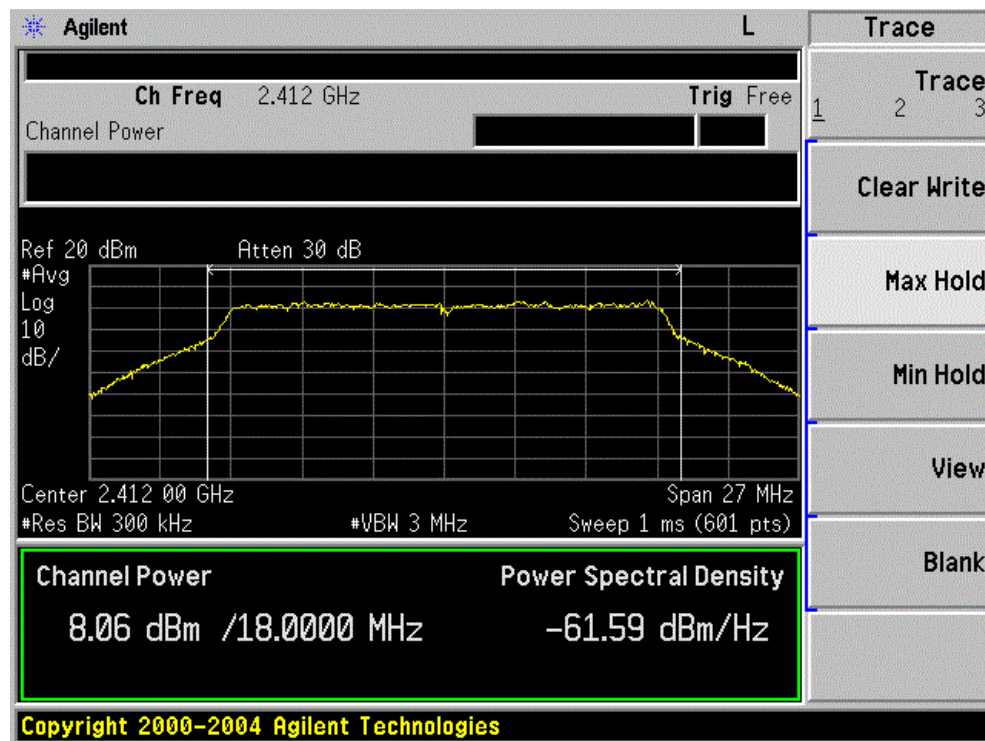 Agilent L Trace
Ch Freq 2.412 GHz Trig Free
Channel Power
Trace
1 2 3
Clear Write
Max Hold
Min Hold
View
Blank
Ref 20 dBm Atten 30 dB
#Avg
Log
10
dB/
Center 2.412 00 GHz Span 27 MHz
#Res BW 300 kHz #VBW 3 MHz Sweep 1 ms (601 pts)
Channel Power Power Spectral Density
8.06 dBm /18.0000 MHz -61.59 dBm/Hz
Copyright 2000-2004 Agilent Technologies